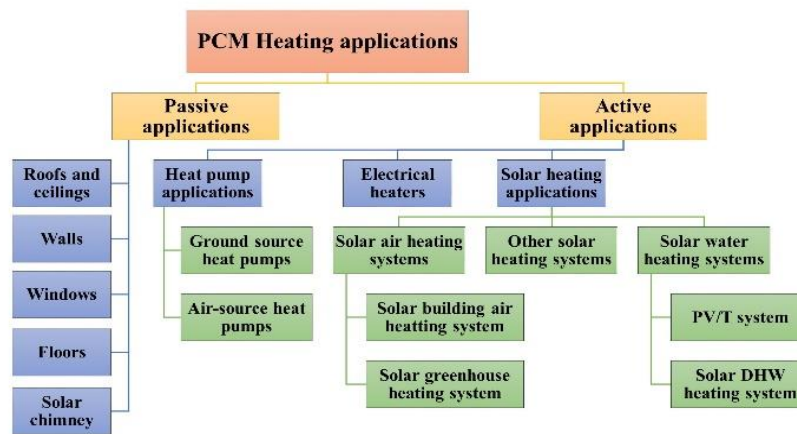 PCM Heating applications
Passive
applications
Active
applications
Roofs and
ceilings
Walls
Windows
Floors
Solar
chimney
Heat pump
applications
Electrical
heaters
Solar heating
applications
Ground source
heat pumps
Air-source heat
pumps
Solar air heating
systems
Other solar
heating systems
Solar water
heating systems
Solar building air
heatting system
Solar greenhouse
heating system
PV/T system
Solar DHW
heating system